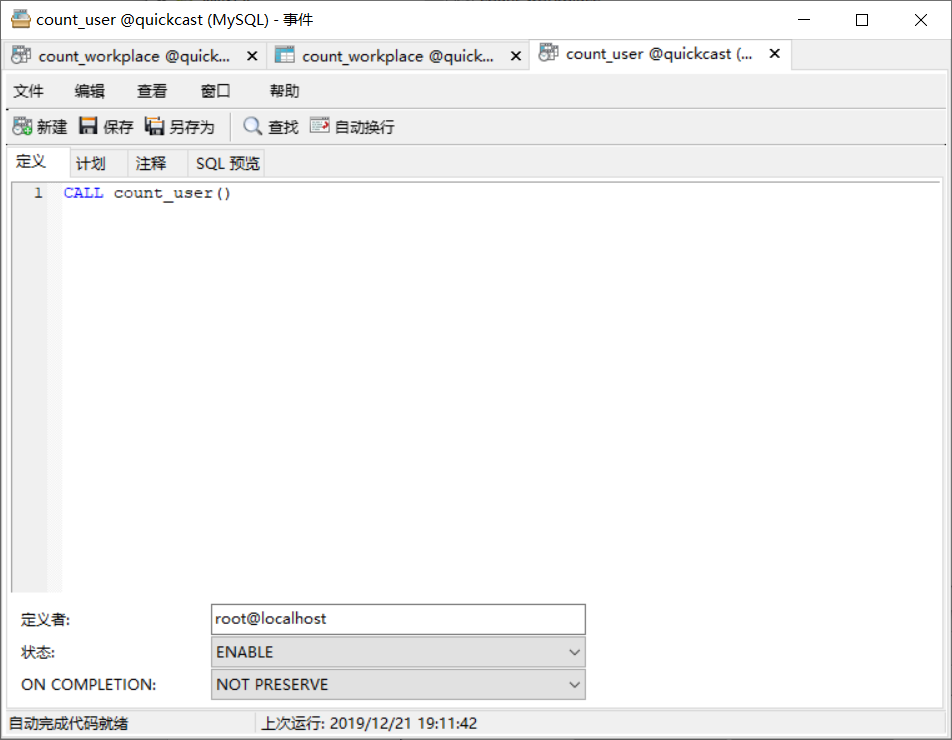 count_user @quickcast (MySQL) - 事件
count_workplace @quick... count_workplace @quick... count_user @quickcast (...
文件 编辑 查看 窗口 帮助
新建 保存 另存为 查找 自动换行
定义 计划 注释 SQL 预览
1 CALL count_user()
定义者: root@localhost
状态: ENABLE
ON COMPLETION: NOT PRESERVE
自动完成代码就绪 上次运行: 2019/12/21 19:11:42